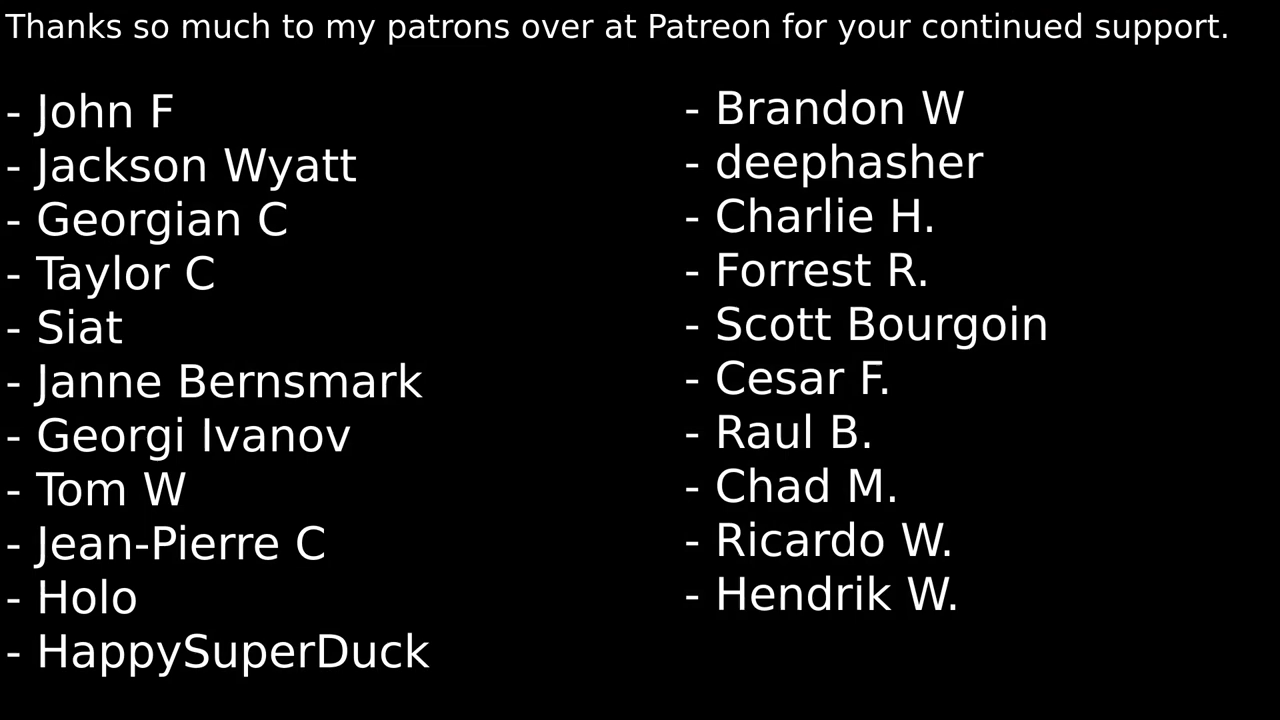 Thanks so much to my patrons over at Patreon for your continued support.
- John F
- Jackson Wyatt
- Georgian C
- Taylor C
- Siat
- Janne Bernsmark
- Georgi Ivanov
- Tom W
- Jean-Pierre C
- Holo
- HappySuperDuck
- Brandon W
- deephasher
- Charlie H.
- Forrest R.
- Scott Bourgoin
- Cesar F.
- Raul B.
- Chad M.
- Ricardo W.
- Hendrik W.